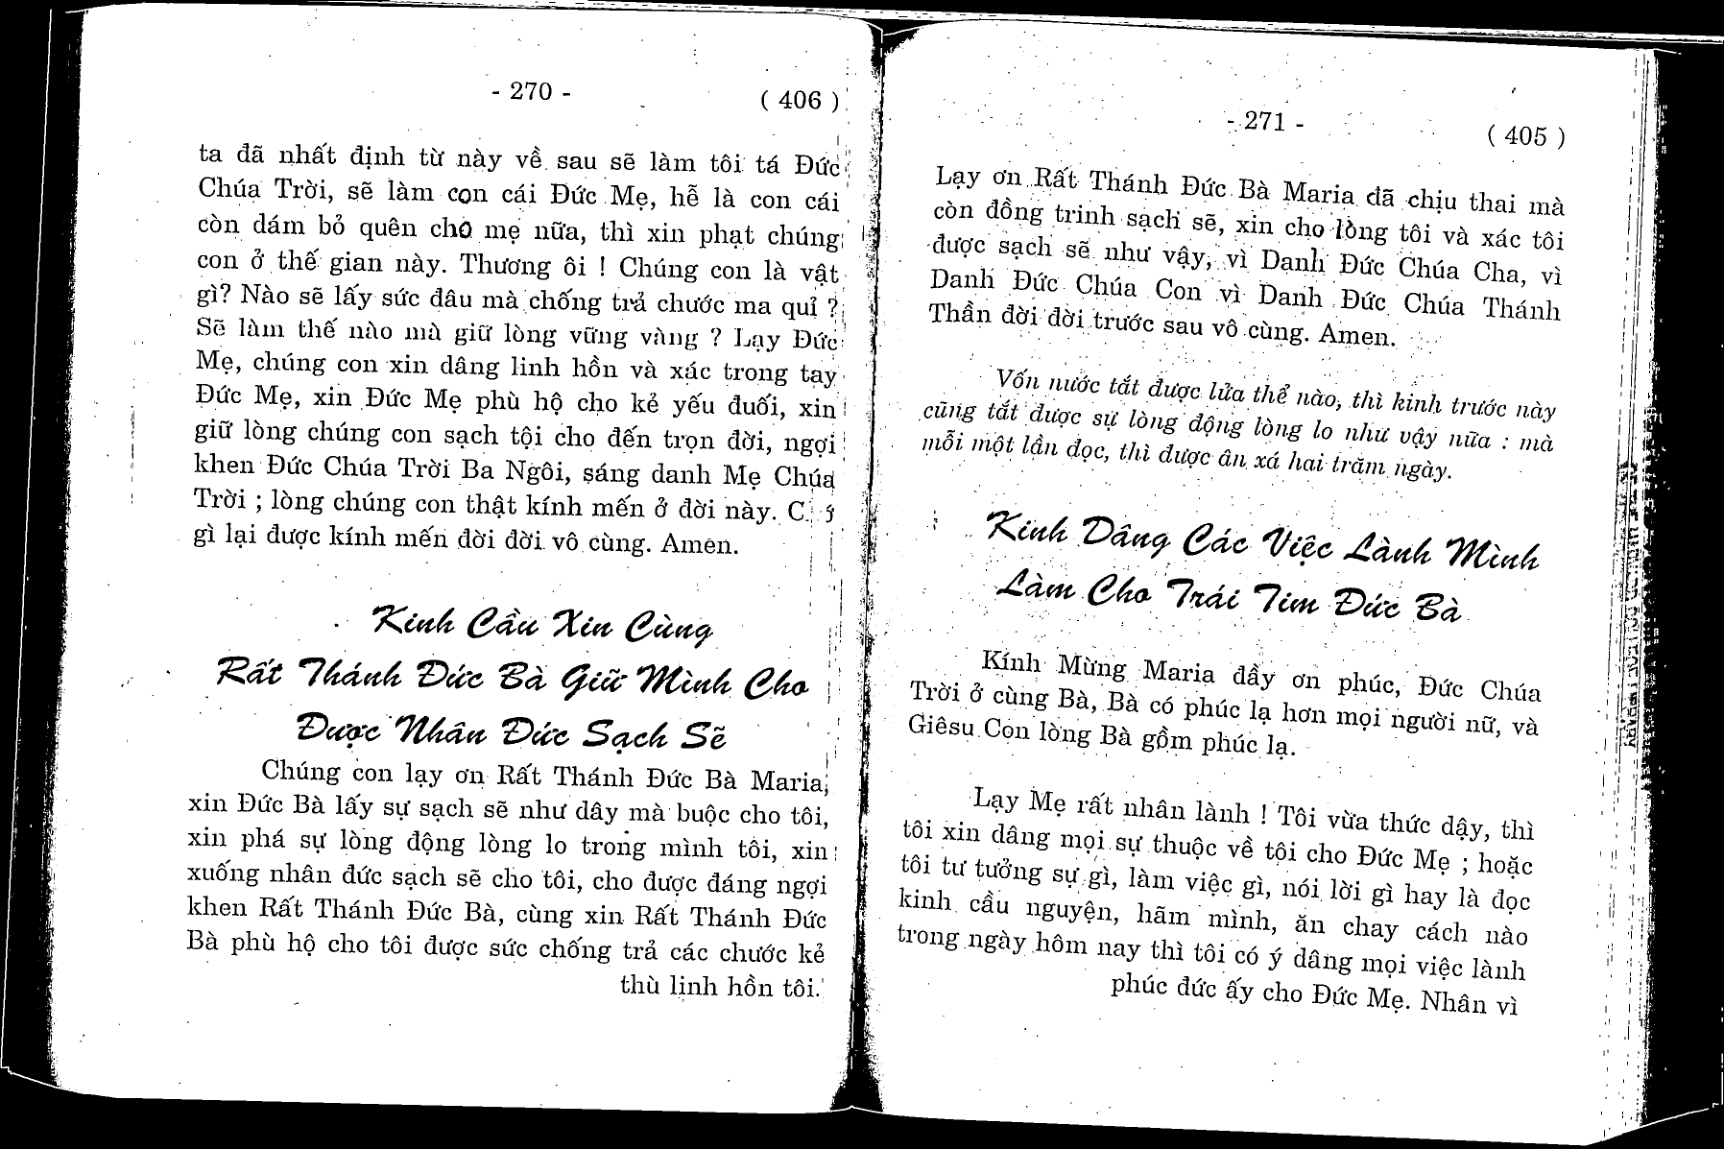 - 270 -
( 406 )
ta đã nhất định từ này về sau sẽ làm tôi tá Đức
Chúa Trời, sẽ làm con cái Đức Mẹ, hễ là con cái
còn dám bỏ quên cho mẹ nữa, thì xin phạt chúng
con ở thế gian này. Thương ôi ! Chúng con là vật
gì? Nào sẽ lấy sức đâu mà chống trả chước ma quỉ ?
Sẽ làm thế nào mà giữ lòng vững vàng ? Lạy Đức
Mẹ, chúng con xin dâng linh hồn và xác trong tay
Đức Mẹ, xin Đức Mẹ phù hộ cho kẻ yếu đuối, xin
giữ lòng chúng con sạch tội cho đến trọn đời, ngợi
khen Đức Chúa Trời Ba Ngôi, sáng danh Mẹ Chúa
Trời ; lòng chúng con thật kính mến ở đời này.
gì lại được kính mến đời đời vô cùng. Amen.
Kinh Cầu Xin Cùng
Rất Thánh Đức Bà Giữ Mình Cho
Được Nhân Đức Sạch Sẽ
Chúng con lạy ơn Rất Thánh Đức Bà Maria,
xin Đức Bà lấy sự sạch sẽ như dây mà buộc cho tôi,
xin phá sự lòng động lòng lo trong mình tôi, xin
xuống nhân đức sạch sẽ cho tôi, cho được đáng ngợi
khen Rất Thánh Đức Bà, cùng xin Rất Thánh Đức
Bà phù hộ cho tôi được sức chống trả các chước kẻ
thù linh hồn tôi.
- 271 -
( 405 )
Lạy ơn Rất Thánh Đức Bà Maria đã chịu thai mà
còn đồng trinh sạch sẽ, xin cho lòng tôi và xác tôi
được sạch sẽ như vậy, vì Danh Đức Chúa Cha, vì
Danh Đức Chúa Con vì Danh Đức Chúa Thánh
Thần đời đời trước sau vô cùng. Amen.
Vốn nước tắt được lửa thể nào, thì kinh trước này
cũng tắt được sự lòng động lòng lo như vậy nữa : mà
mỗi một lần đọc, thì được ân xá hai trăm ngày.
Kinh Dâng Các Việc Lành Mình
Làm Cho Trái Tim Đức Bà
Kính Mừng Maria đầy ơn phúc, Đức Chúa
Trời ở cùng Bà, Bà có phúc lạ hơn mọi người nữ, và
Giêsu Con lòng Bà gồm phúc lạ.
Lạy Mẹ rất nhân lành ! Tôi vừa thức dậy, thì
tôi xin dâng mọi sự thuộc về tôi cho Đức Mẹ ; hoặc
tôi tư tưởng sự gì, làm việc gì, nói lời gì hay là đọc
kinh cầu nguyện, hãm mình, ăn chay cách nào
trong ngày hôm nay thì tôi có ý dâng mọi việc lành
phúc đức ấy cho Đức Mẹ. Nhân vì